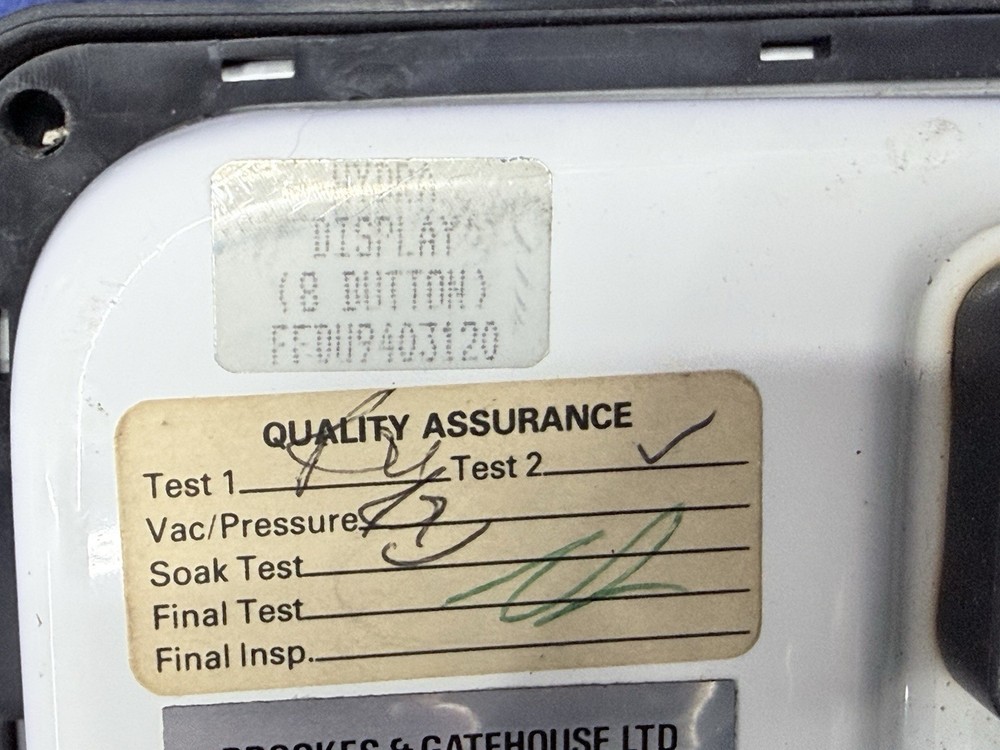 HYDRA
DISPLAY
(8 BUTTON)
QUALITY ASSURANCE
Test 1 Test 2 ✓
Vac/Pressure
Soak Test
Final Test
Final Insp.
BROOKES & GATEHOUSE LTD